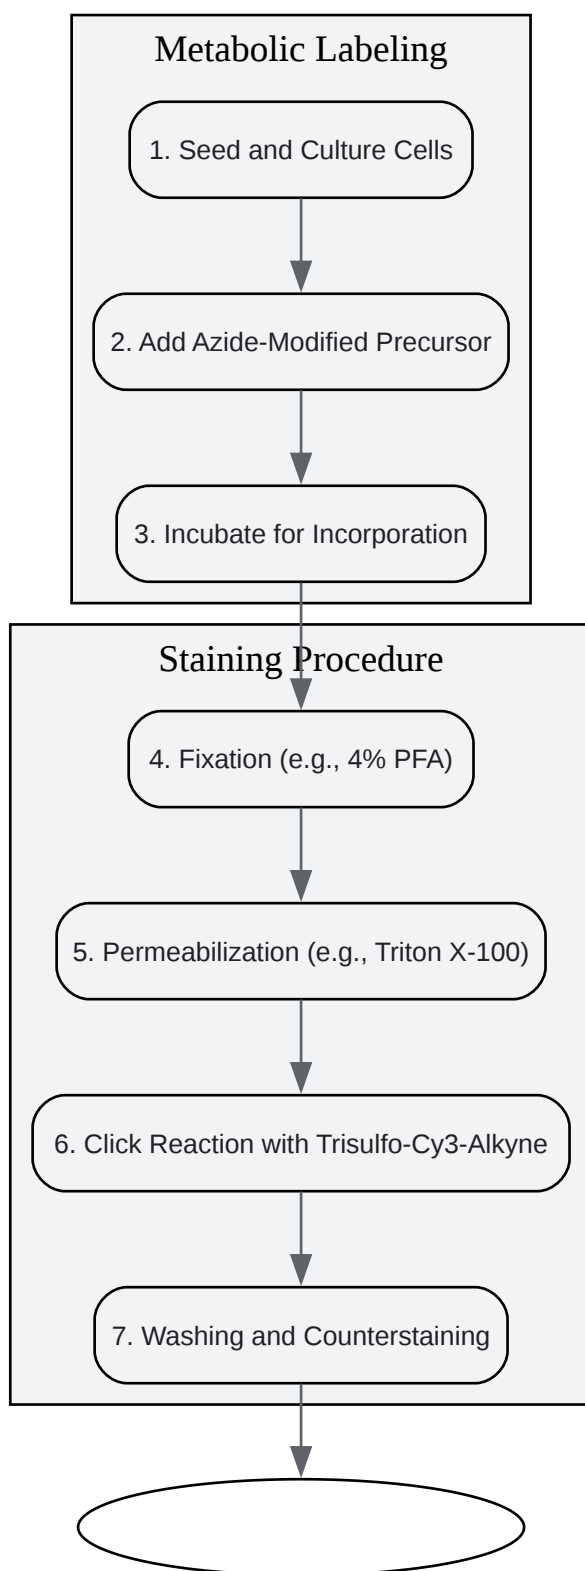 Metabolic Labeling
1. Seed and Culture Cells
2. Add Azide-Modified Precursor
3. Incubate for Incorporation
Staining Procedure
4. Fixation (e.g., 4% PFA)
5. Permeabilization (e.g., Triton X-100)
6. Click Reaction with Trisulfo-Cy3-Alkyne
7. Washing and Counterstaining